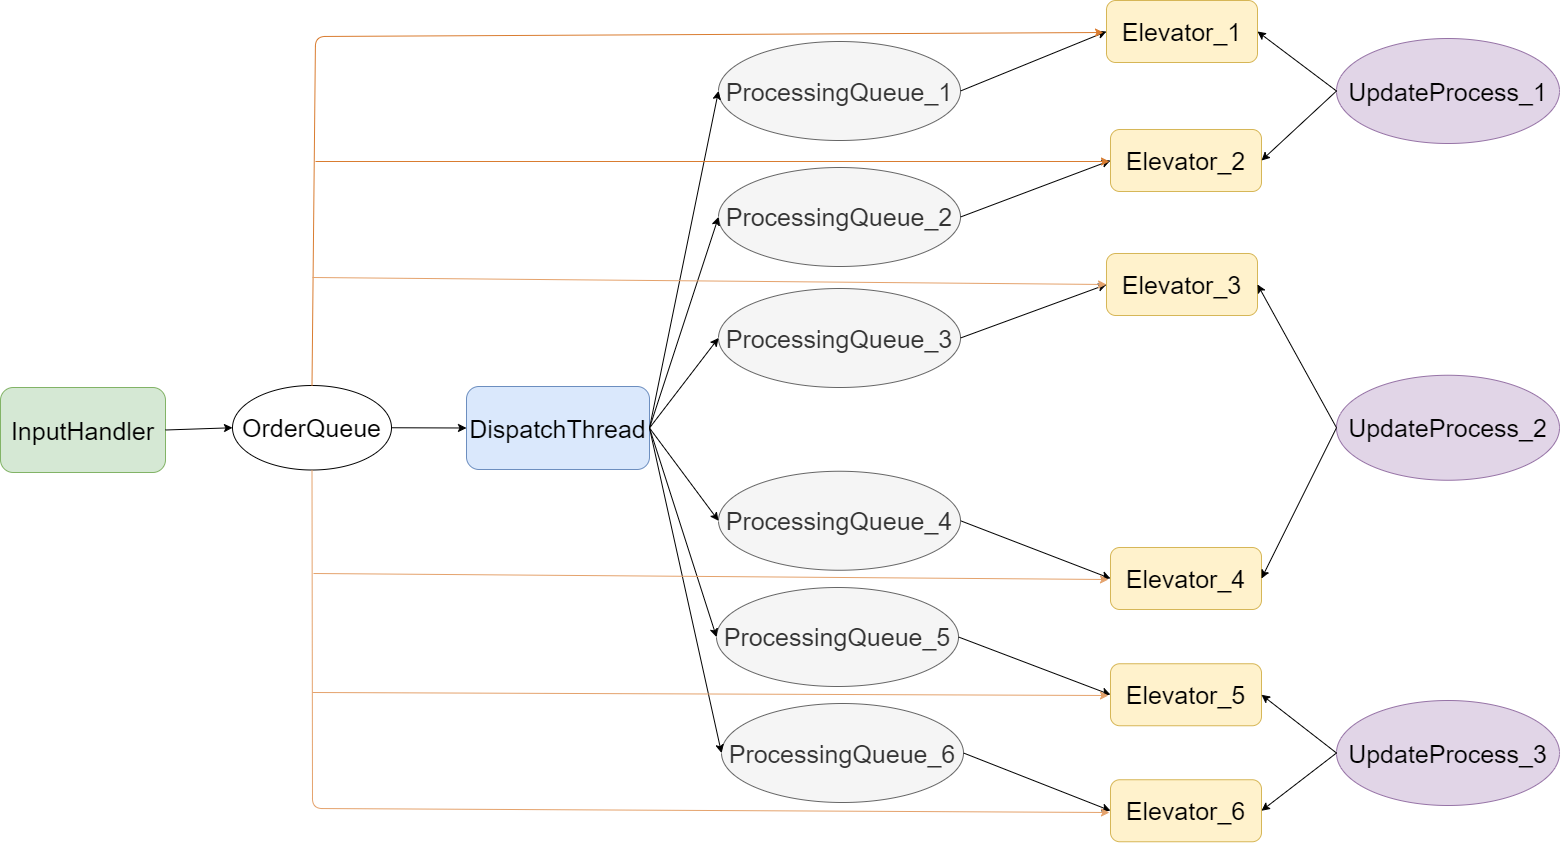 Elevator_1
ProcessingQueue_1
UpdateProcess_1
Elevator_2
ProcessingQueue_2
Elevator_3
ProcessingQueue_3
InputHandler
OrderQueue
DispatchThread
UpdateProcess_2
ProcessingQueue_4
Elevator_4
ProcessingQueue_5
Elevator_5
ProcessingQueue_6
UpdateProcess_3
Elevator_6